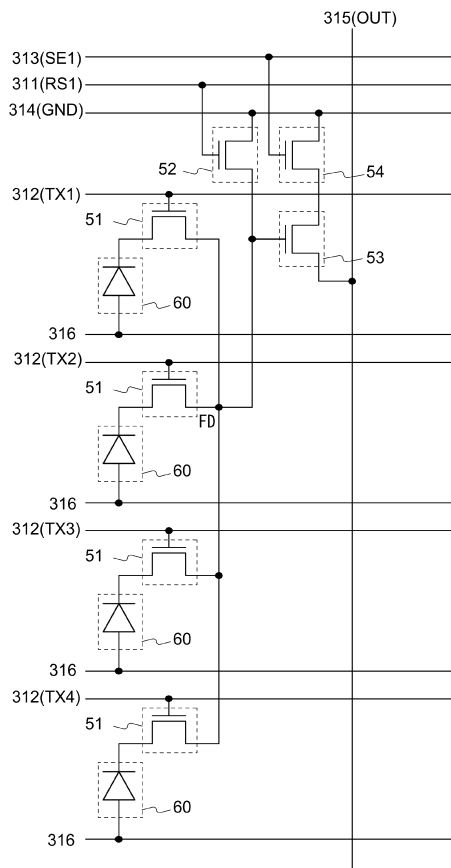 315(OUT)
313(SE1)
311(RS1)
314(GND)
52
54
312(TX1)
51
53
60
316
312(TX2)
51
FD
60
316
312(TX3)
51
60
316
312(TX4)
51
60
316